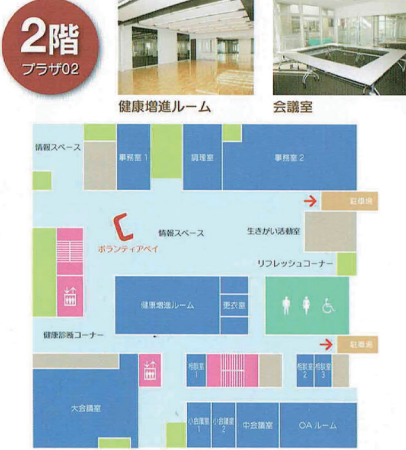 2階
プラザ02
健康増進ルーム
会議室
情報スペース
事務室1
調理室
事務室2
駐車場
情報スペース
生きがい活動室
ボランティアベイ
リフレッシュコーナー
健康増進ルーム
更衣室
健康診断コーナー
駐車場
相談室
1
相談室
2
相談室
3
大会議室
小会議室
1
小会議室
2
中会議室
OAルーム